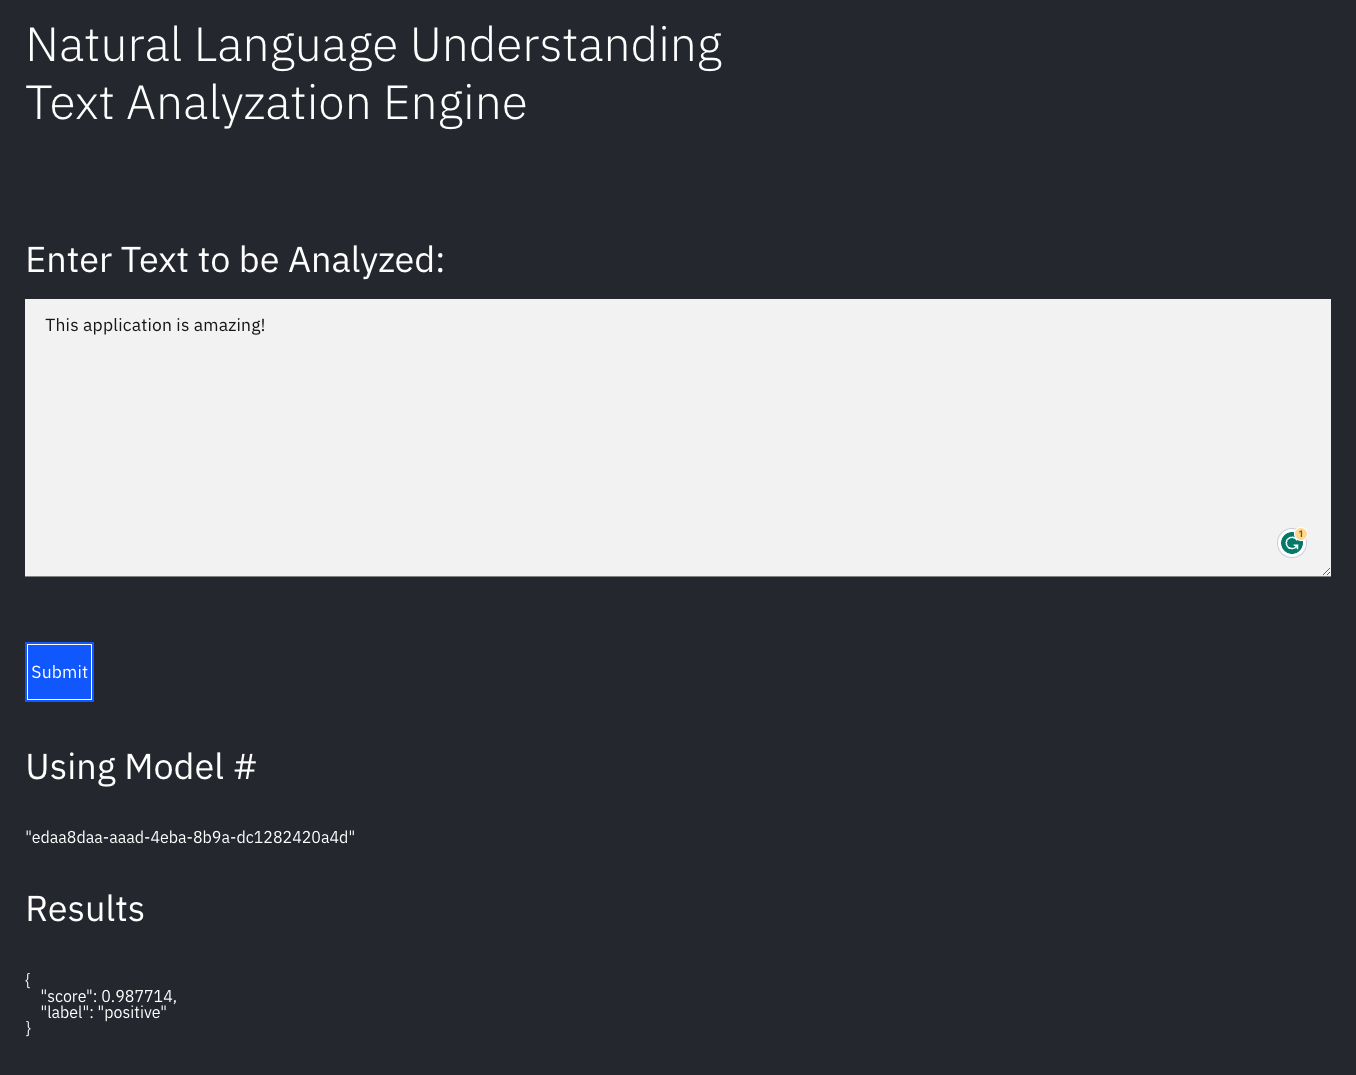 Natural Language Understanding
Text Analyzation Engine
Enter Text to be Analyzed:
This application is amazing!
1
Submit
Using Model #
"edaa8daa-aaad-4eba-8b9a-dc1282420a4d"
Results
{
"score": 0.987714,
"label": "positive"
}